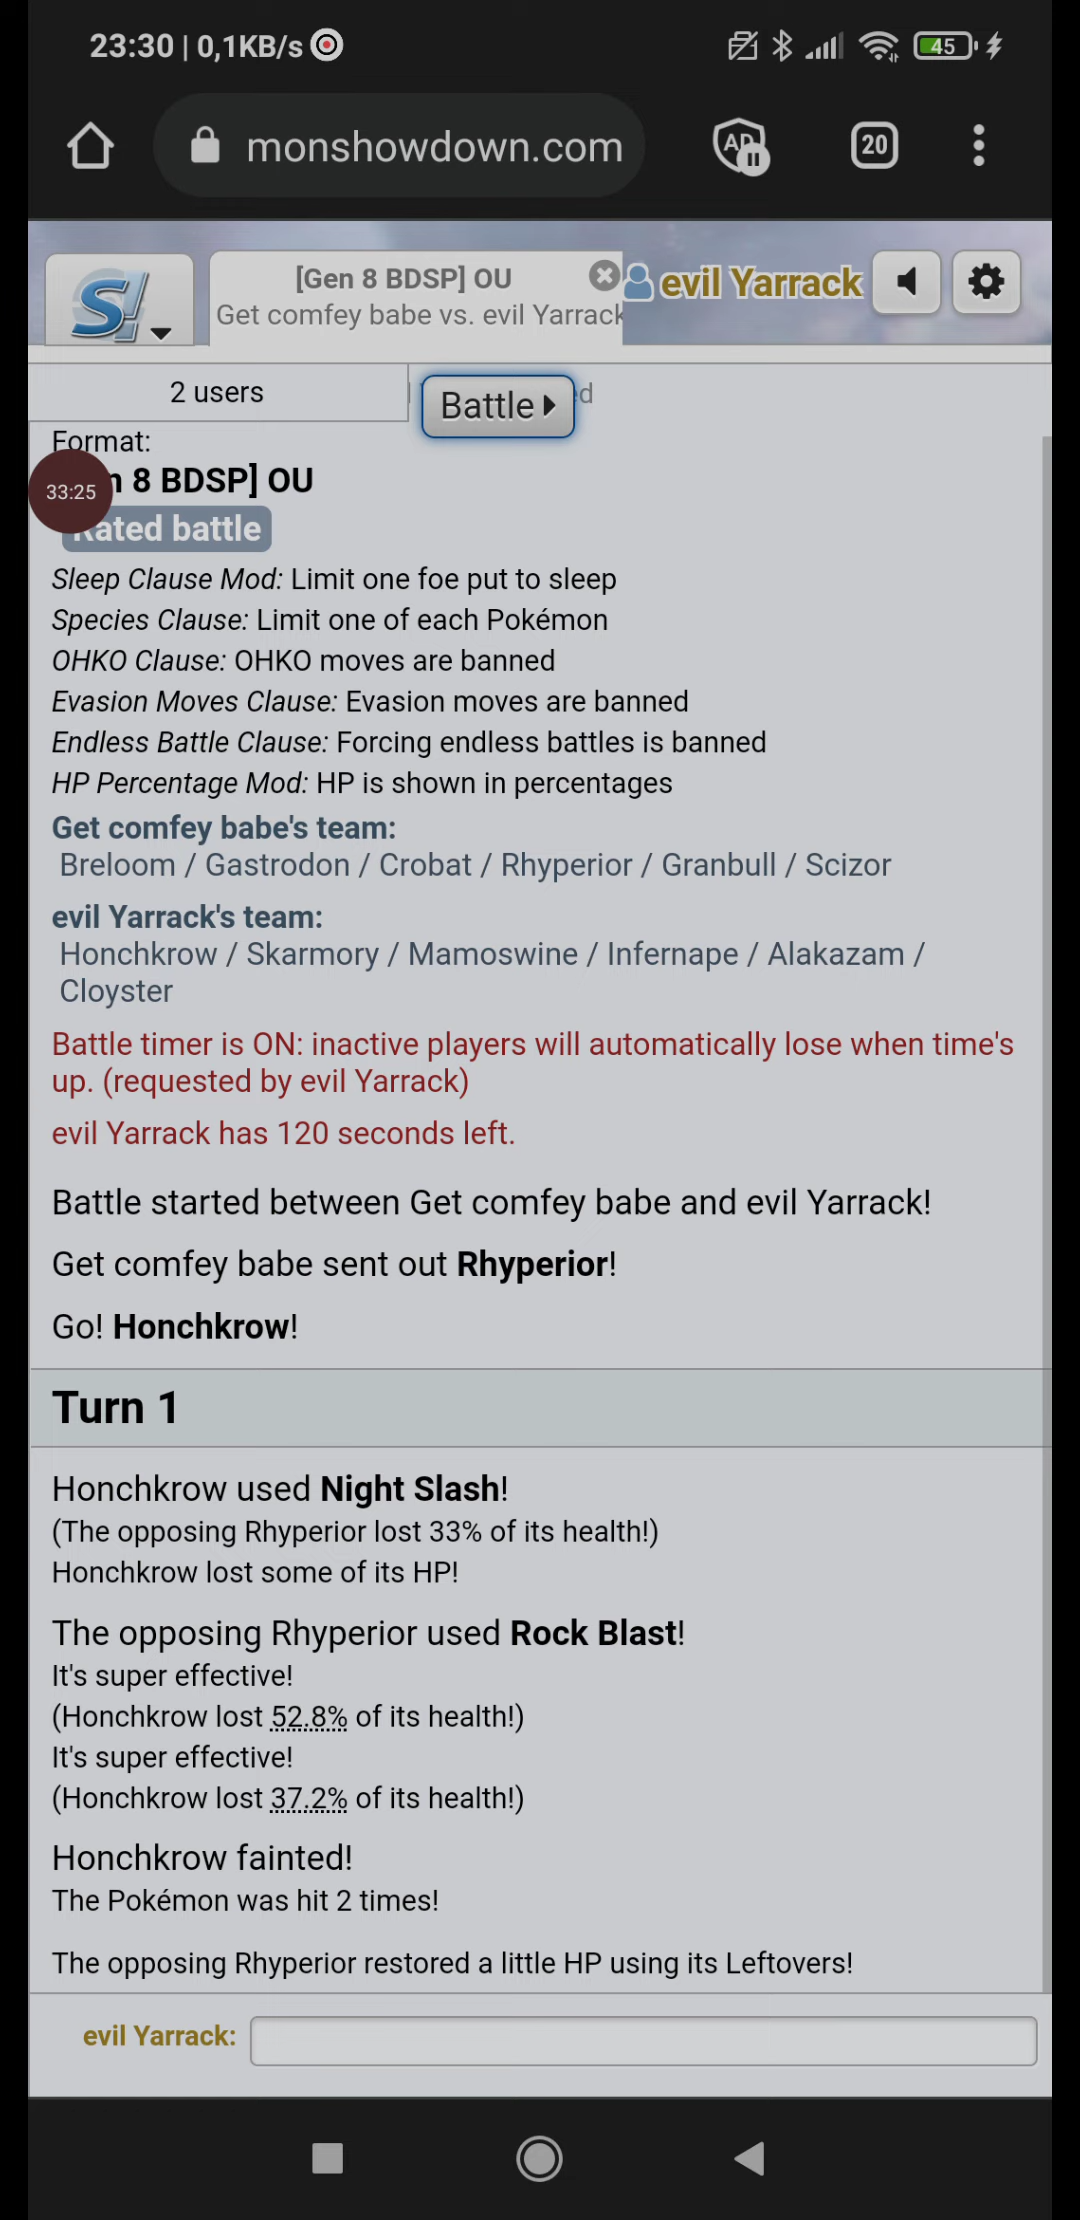 23:30 | 0,1KB/s
45
monshowdown.com
AD
20
S!
[Gen 8 BDSP] OU
Get comfey babe vs. evil Yarrack
evil Yarrack
2 users
Battle
d
Format:
n 8 BDSP] OU
33:25
Rated battle
Sleep Clause Mod: Limit one foe put to sleep
Species Clause: Limit one of each Pokémon
OHKO Clause: OHKO moves are banned
Evasion Moves Clause: Evasion moves are banned
Endless Battle Clause: Forcing endless battles is banned
HP Percentage Mod: HP is shown in percentages
Get comfey babe's team:
Breloom / Gastrodon / Crobat / Rhyperior / Granbull / Scizor
evil Yarrack's team:
Honchkrow / Skarmory / Mamoswine / Infernape / Alakazam /
Cloyster
Battle timer is ON: inactive players will automatically lose when time's
up. (requested by evil Yarrack)
evil Yarrack has 120 seconds left.
Battle started between Get comfey babe and evil Yarrack!
Get comfey babe sent out Rhyperior!
Go! Honchkrow!
Turn 1
Honchkrow used Night Slash!
(The opposing Rhyperior lost 33% of its health!)
Honchkrow lost some of its HP!
The opposing Rhyperior used Rock Blast!
It's super effective!
(Honchkrow lost 52.8% of its health!)
It's super effective!
(Honchkrow lost 37.2% of its health!)
Honchkrow fainted!
The Pokémon was hit 2 times!
The opposing Rhyperior restored a little HP using its Leftovers!
evil Yarrack: